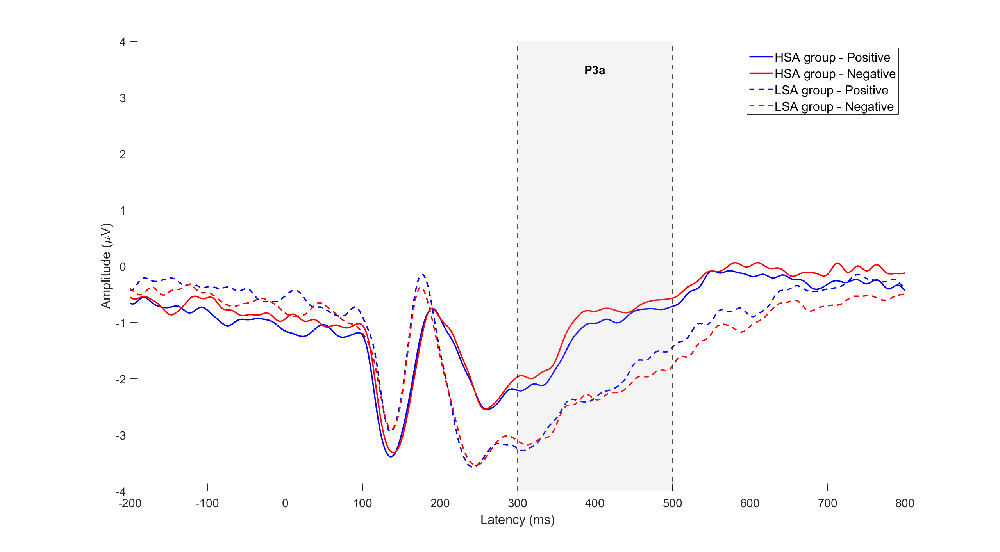 4
3
2
1
0
-1
-2
-3
-4
Amplitude (μV)
P3a
HSA group - Positive
HSA group - Negative
LSA group - Positive
LSA group - Negative
-200 -100 0 100 200 300 400 500 600 700 800
Latency (ms)